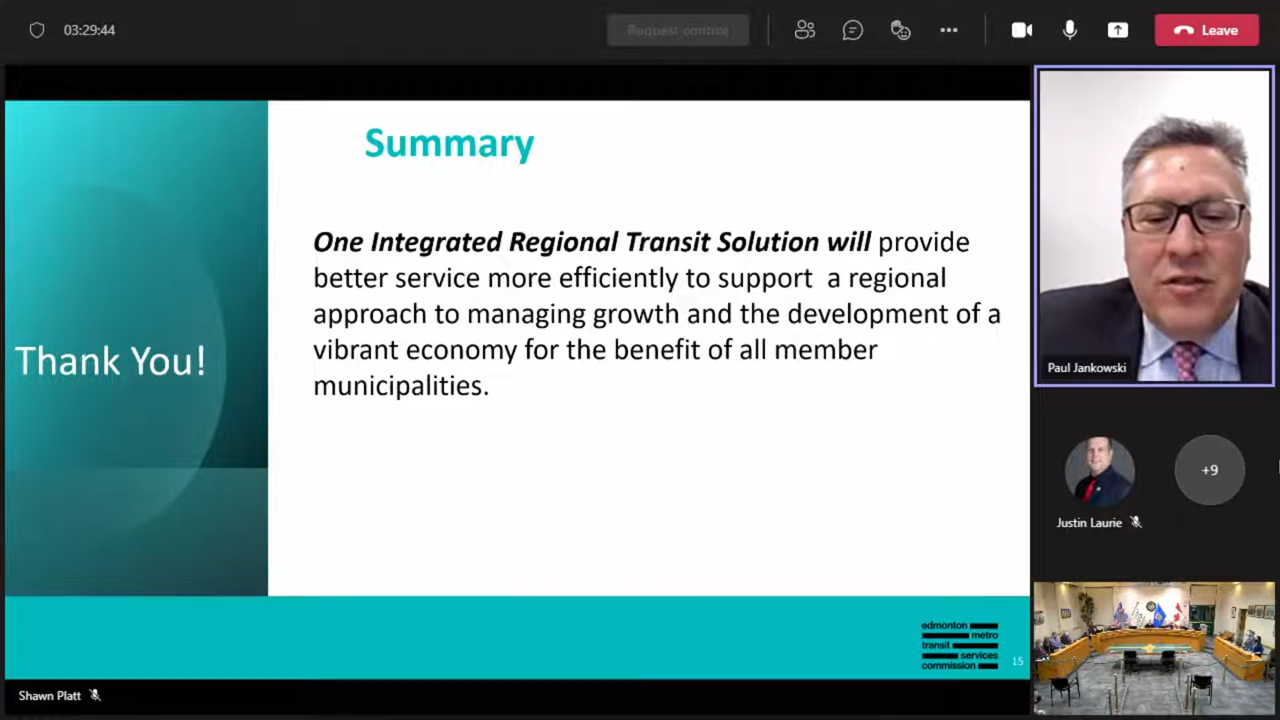 03:29:44
Request control
Leave
Summary
One Integrated Regional Transit Solution will provide
better service more efficiently to support a regional
approach to managing growth and the development of a
vibrant economy for the benefit of all member
municipalities.
Thank You!
Paul Jankowski
+9
Justin Laurie
edmonton
metro
transit
services
commission
15
Shawn Platt